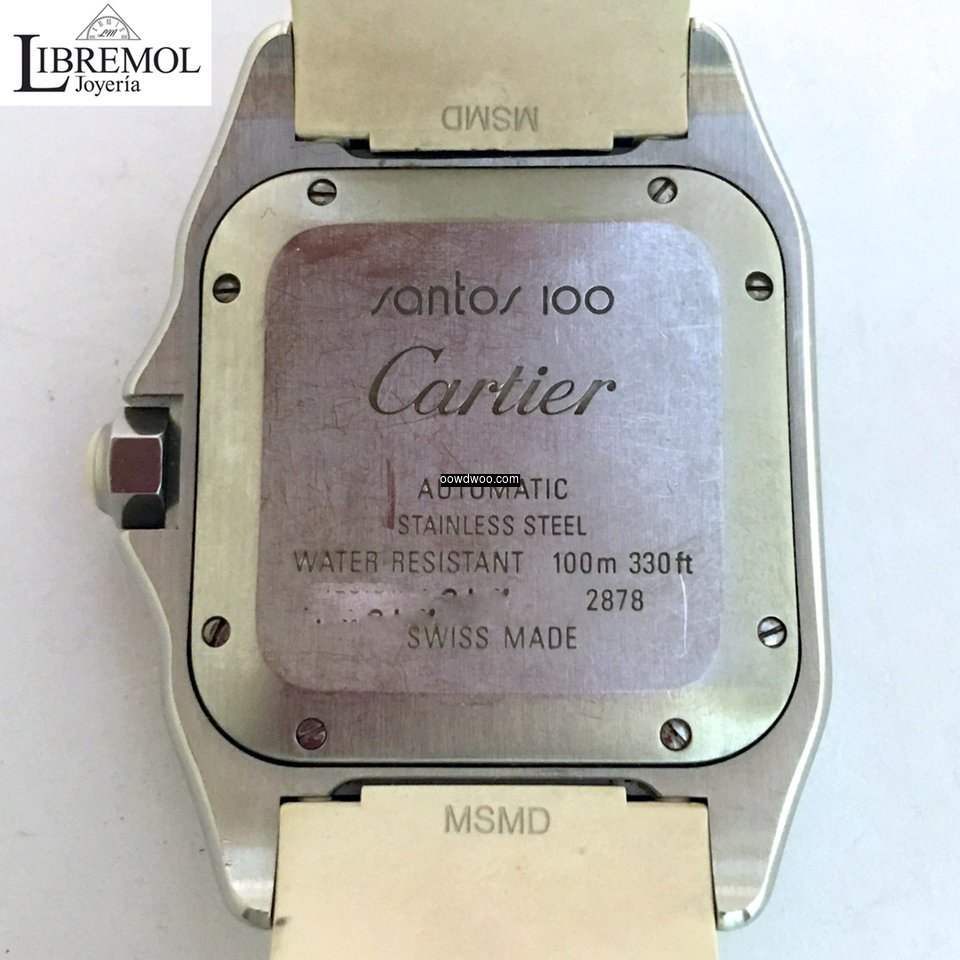 LIBREMOL
Joyería
MSMD
santos 100
Cartier
oowdwoo.com
AUTOMATIC
STAINLESS STEEL
WATER RESISTANT 100m 330ft
2878
SWISS MADE
MSMD